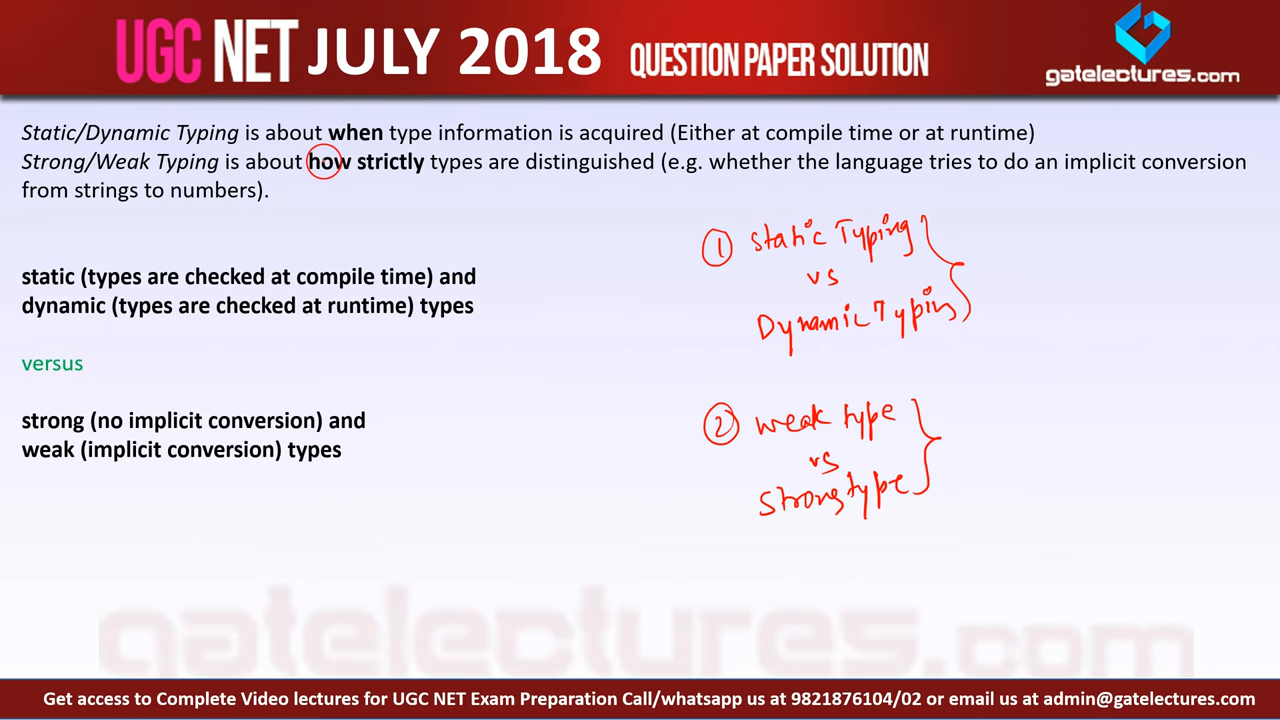 UGC NET JULY 2018 QUESTION PAPER SOLUTION
gatelectures.com
Static/Dynamic Typing is about when type information is acquired (Either at compile time or at runtime)
Strong/Weak Typing is about how strictly types are distinguished (e.g. whether the language tries to do an implicit conversion
from strings to numbers).
static (types are checked at compile time) and
dynamic (types are checked at runtime) types
versus
strong (no implicit conversion) and
weak (implicit conversion) types
1 Static Typing
vs
Dynamic Typing
2 weak type
vs
Strong type
gatelectures.com
Get access to Complete Video lectures for UGC NET Exam Preparation Call/whatsapp us at 9821876104/02 or email us at admin@gatelectures.com